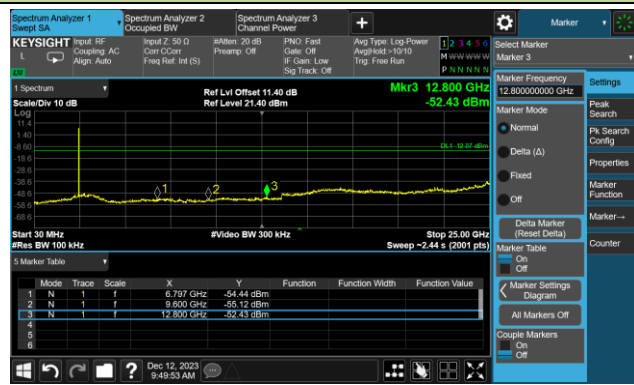 Spectrum Analyzer 1
Swept SA
Spectrum Analyzer 2
Occupied BW
Spectrum Analyzer 3
Channel Power
Marker
KEYSIGHT
L
Input: RF
Coupling: AC
Align: Auto
Input Z: 50 Ω
Corr CCorr
Freq Ref: Int (S)
#Atten: 20 dB
Preamp: Off
PNO: Fast
Gate: Off
IF Gain: Low
Sig Track: Off
Avg Type: Log-Power
Avg|Hold:>10/10
Trig: Free Run
1 2 3 4 5 6
M W W W W W
P N N N N N
Select Marker
Marker 3
1 Spectrum
Scale/Div 10 dB
Ref Lvl Offset 11.40 dB
Ref Level 21.40 dBm
Mkr3 12.800 GHz
-52.43 dBm
Log
11.4
1.40
-8.60
-18.6
-28.6
-38.6
-48.6
-58.6
-68.6
DL1 -12.07 dBm
1
2
3
Start 30 MHz
#Res BW 100 kHz
#Video BW 300 kHz
Stop 25.00 GHz
Sweep ~2.44 s (2001 pts)
5 Marker Table
Mode Trace Scale X Y Function Function Width Function Value
1 N 1 f 6.797 GHz -54.44 dBm
2 N 1 f 9.600 GHz -55.12 dBm
3 N 1 f 12.800 GHz -52.43 dBm
4
5
6
Marker Frequency
12.800000000 GHz
Marker Mode
Normal
Delta (Δ)
Fixed
Off
Delta Marker
(Reset Delta)
Marker Table
On
Off
Marker Settings
Diagram
All Markers Off
Couple Markers
On
Off
Settings
Peak
Search
Pk Search
Config
Properties
Marker
Function
Marker→
Counter
Dec 12, 2023
9:49:53 AM